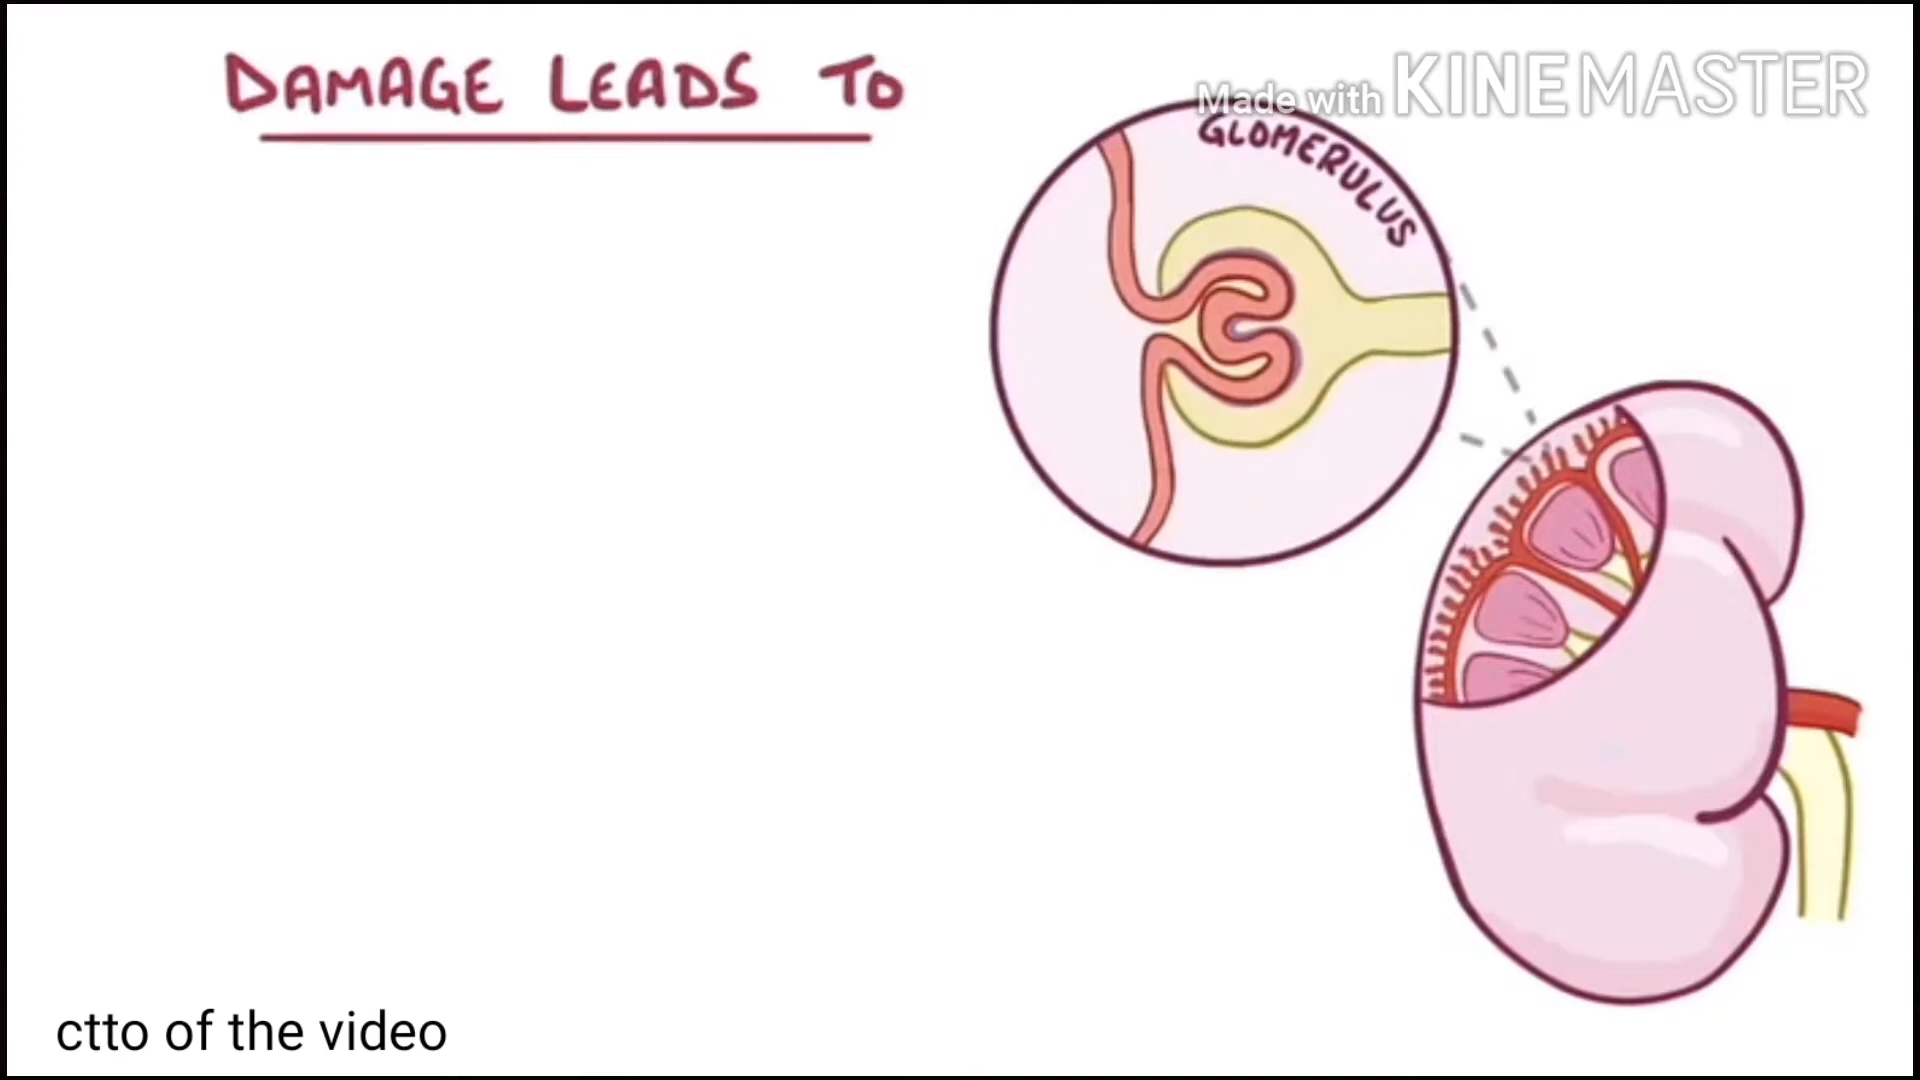 DAMAGE LEADS TO
Made with KINEMASTER
GLOMERULUS
ctto of the video